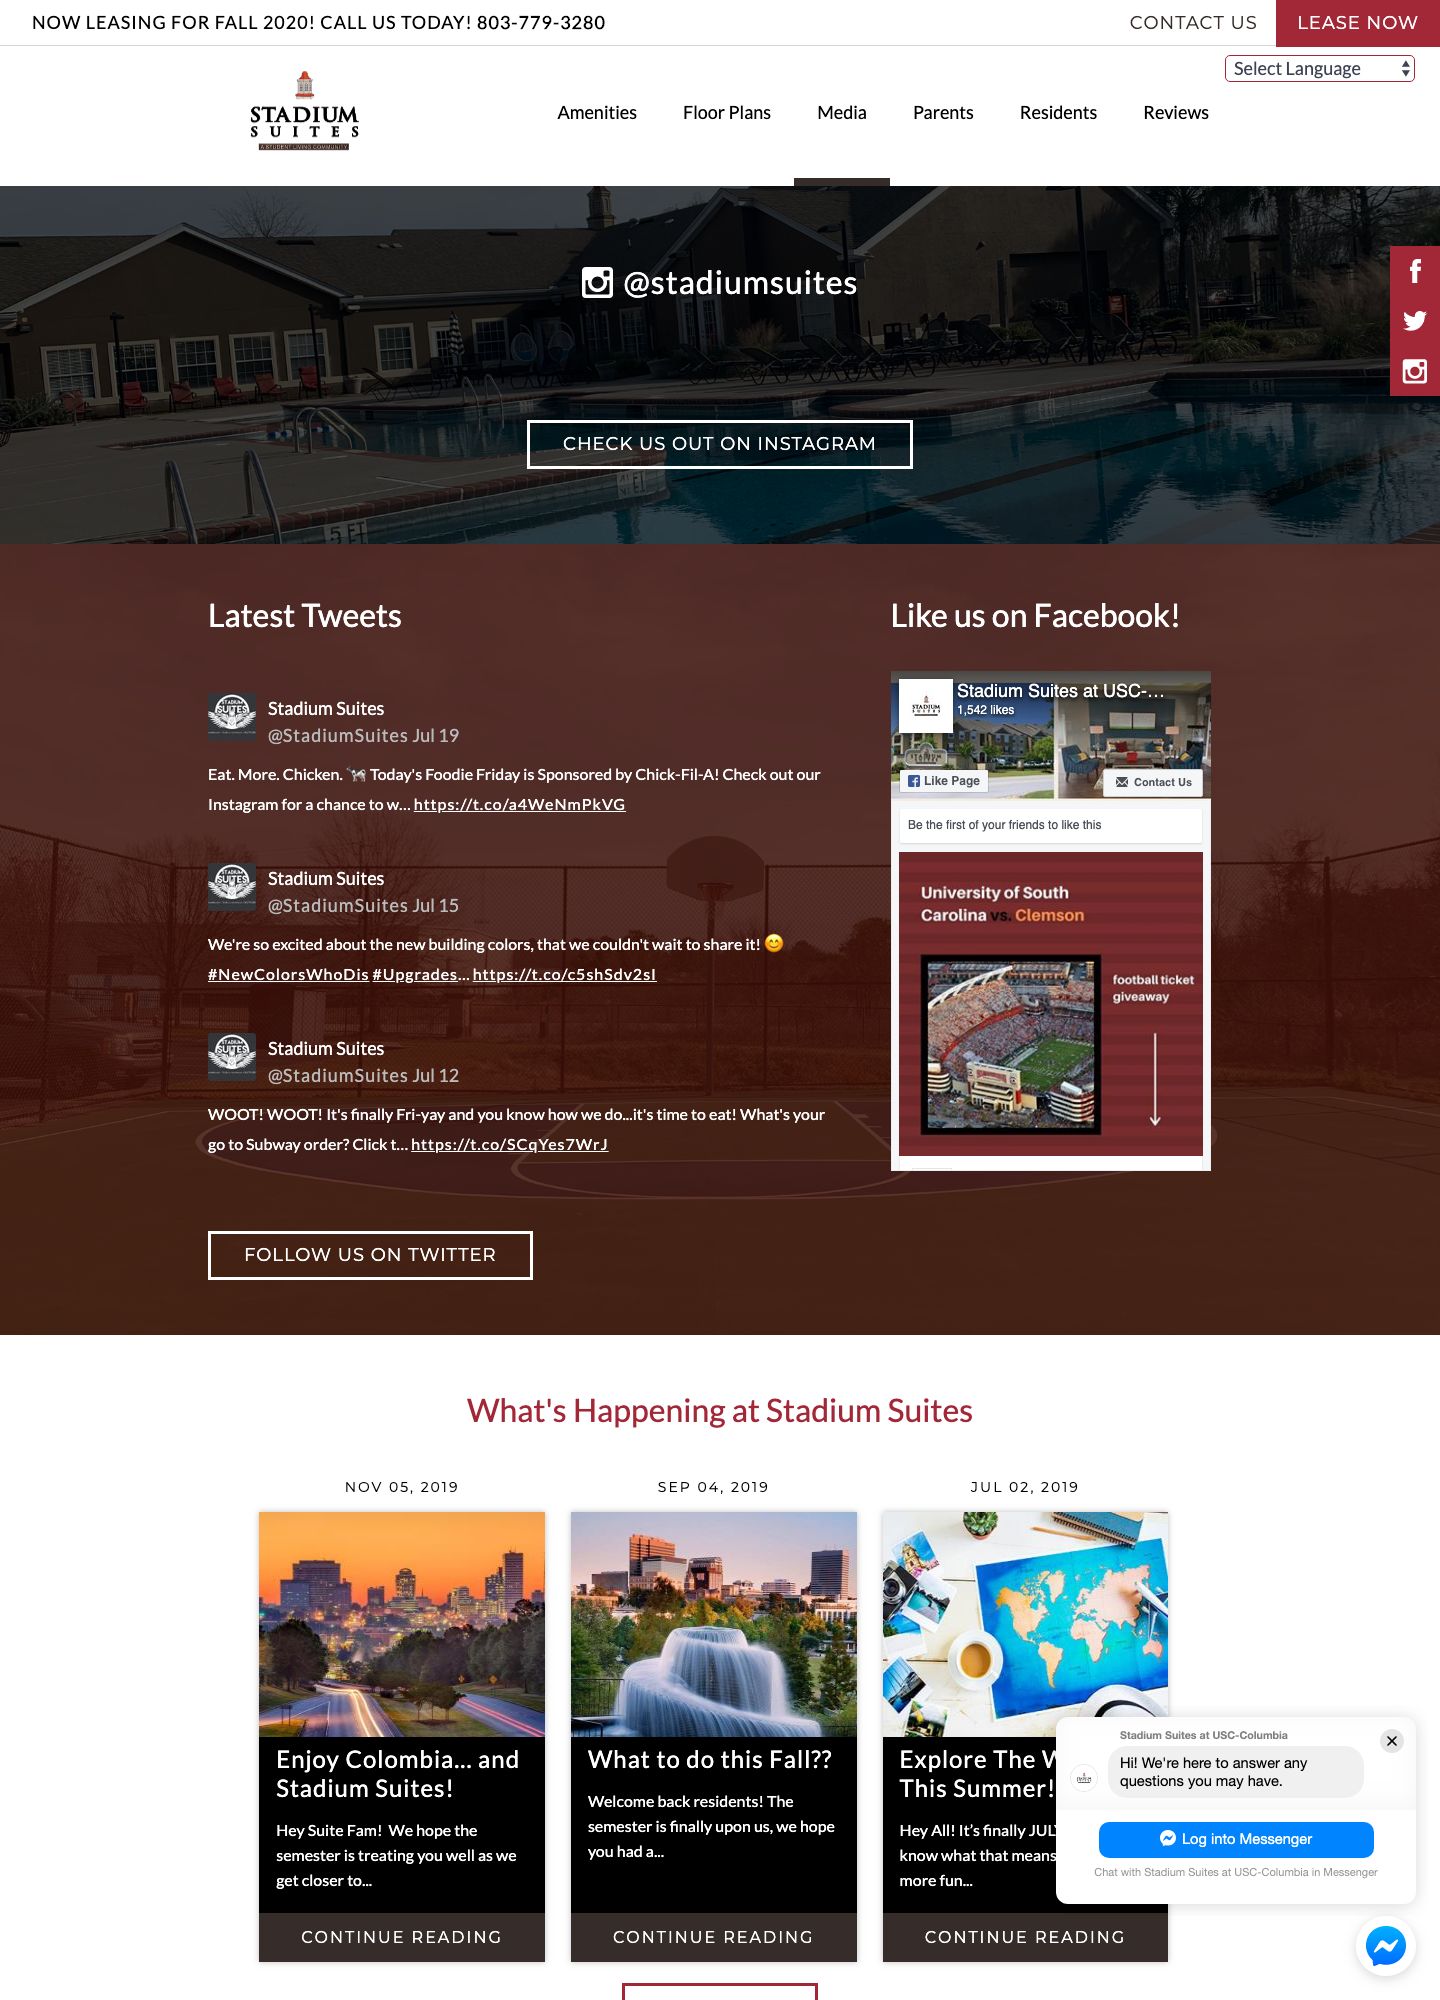 NOW LEASING FOR FALL 2020! CALL US TODAY! 803-779-3280
CONTACT US
LEASE NOW
Select Language
STADIUM
SUITES
A STUDENT LIVING COMMUNITY
Amenities
Floor Plans
Media
Parents
Residents
Reviews
@stadiumsuites
CHECK US OUT ON INSTAGRAM
5 FT
Latest Tweets
Stadium Suites
@StadiumSuites Jul 19
Eat. More. Chicken. 🐄 Today's Foodie Friday is Sponsored by Chick-Fil-A! Check out our
Instagram for a chance to w… https://t.co/a4WeNmPkVG
Stadium Suites
@StadiumSuites Jul 15
We're so excited about the new building colors, that we couldn't wait to share it! 😊
#NewColorsWhoDis #Upgrades… https://t.co/c5shSdv2sI
Stadium Suites
@StadiumSuites Jul 12
WOOT! WOOT! It's finally Fri-yay and you know how we do...it's time to eat! What's your
go to Subway order? Click t… https://t.co/SCqYes7WrJ
FOLLOW US ON TWITTER
Like us on Facebook!
STADIUM
SUITES
Stadium Suites at USC-…
1,542 likes
Like Page
Contact Us
Be the first of your friends to like this
University of South
Carolina vs. Clemson
football ticket
giveaway
What's Happening at Stadium Suites
NOV 05, 2019
Enjoy Colombia... and
Stadium Suites!
Hey Suite Fam!  We hope the
semester is treating you well as we
get closer to...
CONTINUE READING
SEP 04, 2019
What to do this Fall??
Welcome back residents! The
semester is finally upon us, we hope
you had a...
CONTINUE READING
JUL 02, 2019
Explore The W
This Summer!
Hey All! It's finally JULY
know what that means
more fun...
CONTINUE READING
Stadium Suites at USC-Columbia
Hi! We're here to answer any
questions you may have.
Log into Messenger
Chat with Stadium Suites at USC-Columbia in Messenger